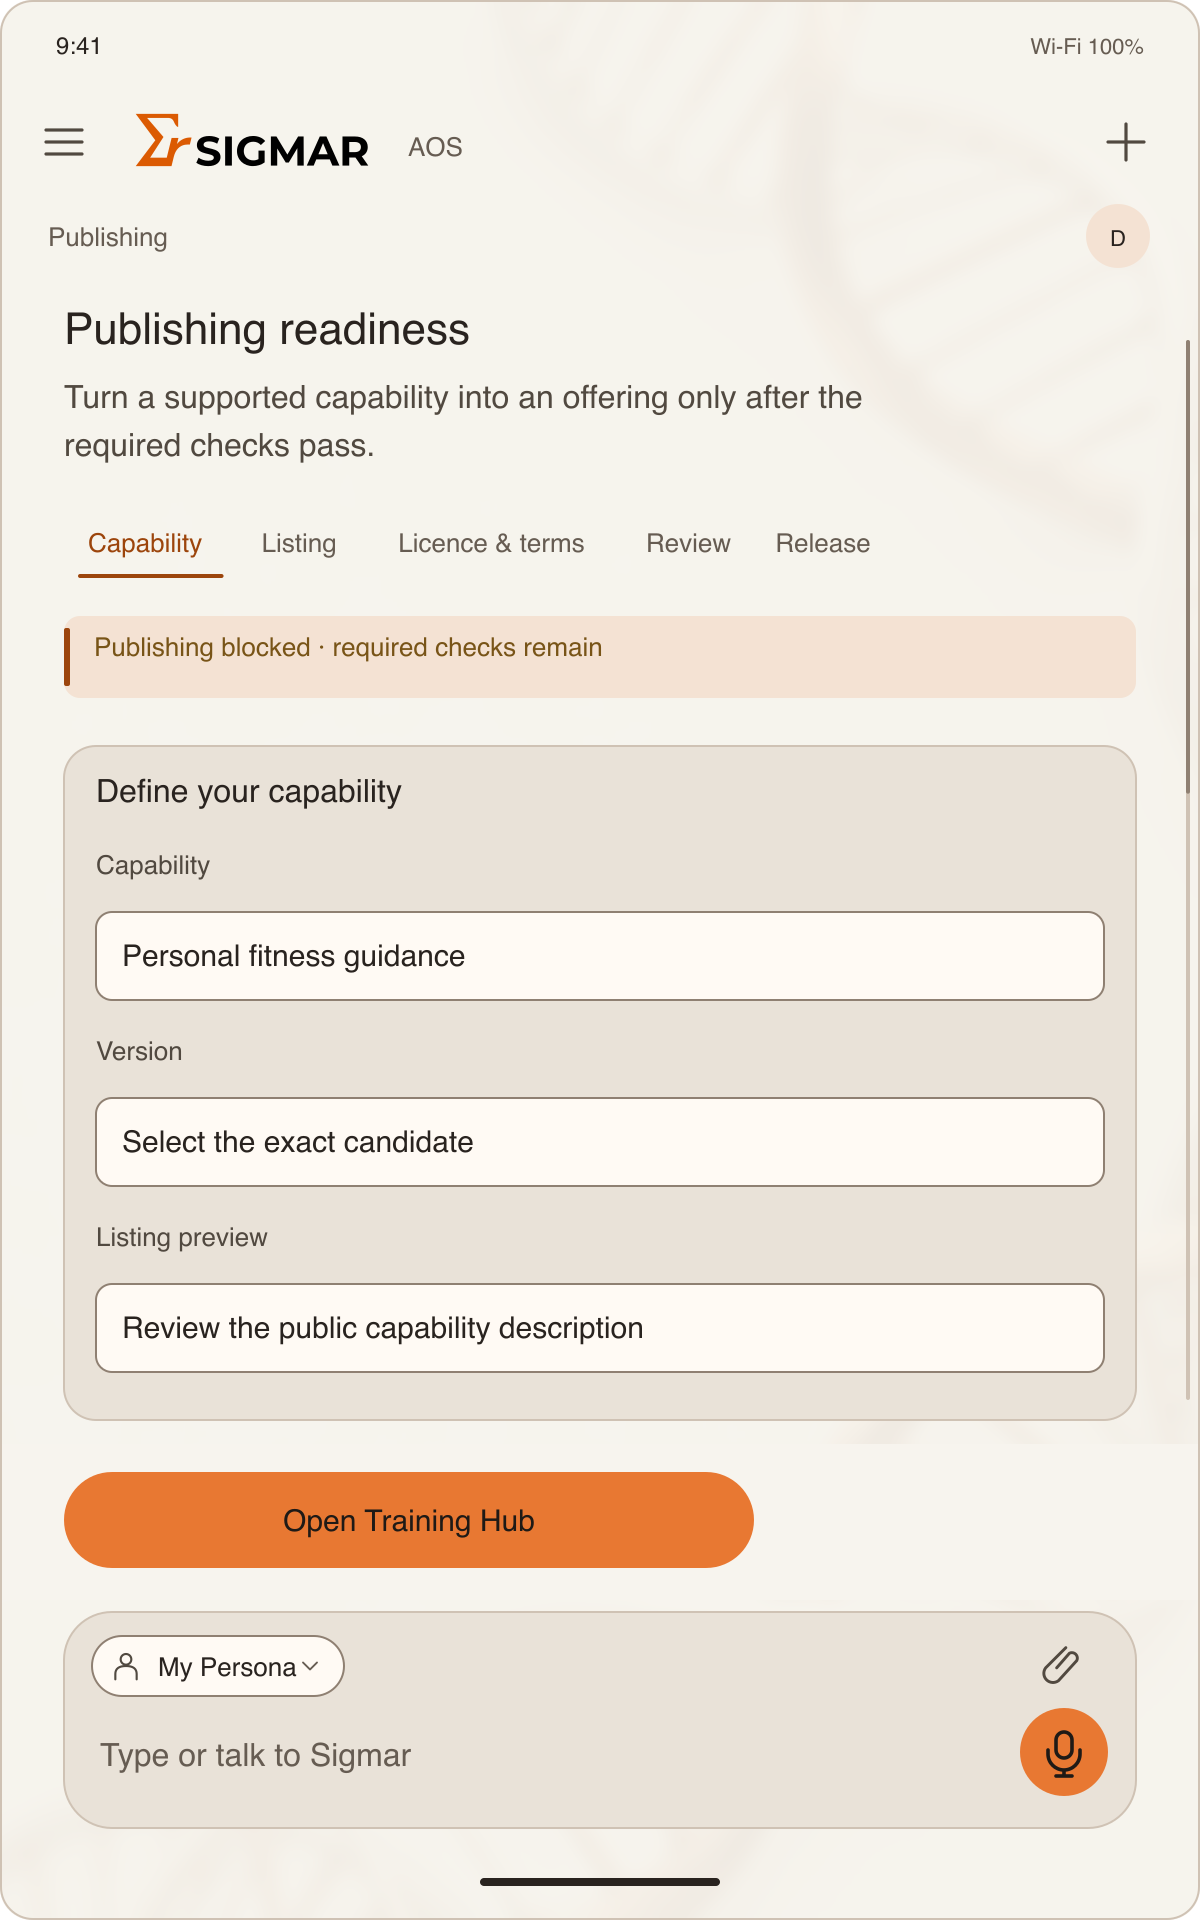 9:41
Wi-Fi 100%
Σr SIGMAR AOS
Publishing
D
Publishing readiness
Turn a supported capability into an offering only after the
required checks pass.
Capability Listing Licence & terms Review Release
Publishing blocked · required checks remain
Define your capability
Capability
Personal fitness guidance
Version
Select the exact candidate
Listing preview
Review the public capability description
Open Training Hub
My Persona
Type or talk to Sigmar